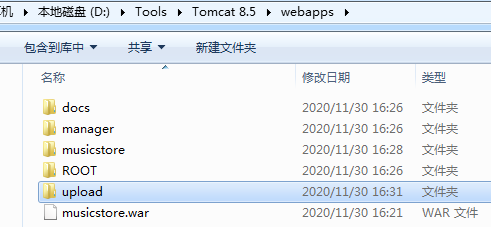 机 ▸ 本地磁盘 (D:) ▸ Tools ▸ Tomcat 8.5 ▸ webapps ▸
包含到库中 共享 新建文件夹
名称 修改日期 类型
docs 2020/11/30 16:26 文件夹
manager 2020/11/30 16:26 文件夹
musicstore 2020/11/30 16:28 文件夹
ROOT 2020/11/30 16:26 文件夹
upload 2020/11/30 16:31 文件夹
musicstore.war 2020/11/30 16:21 WAR 文件